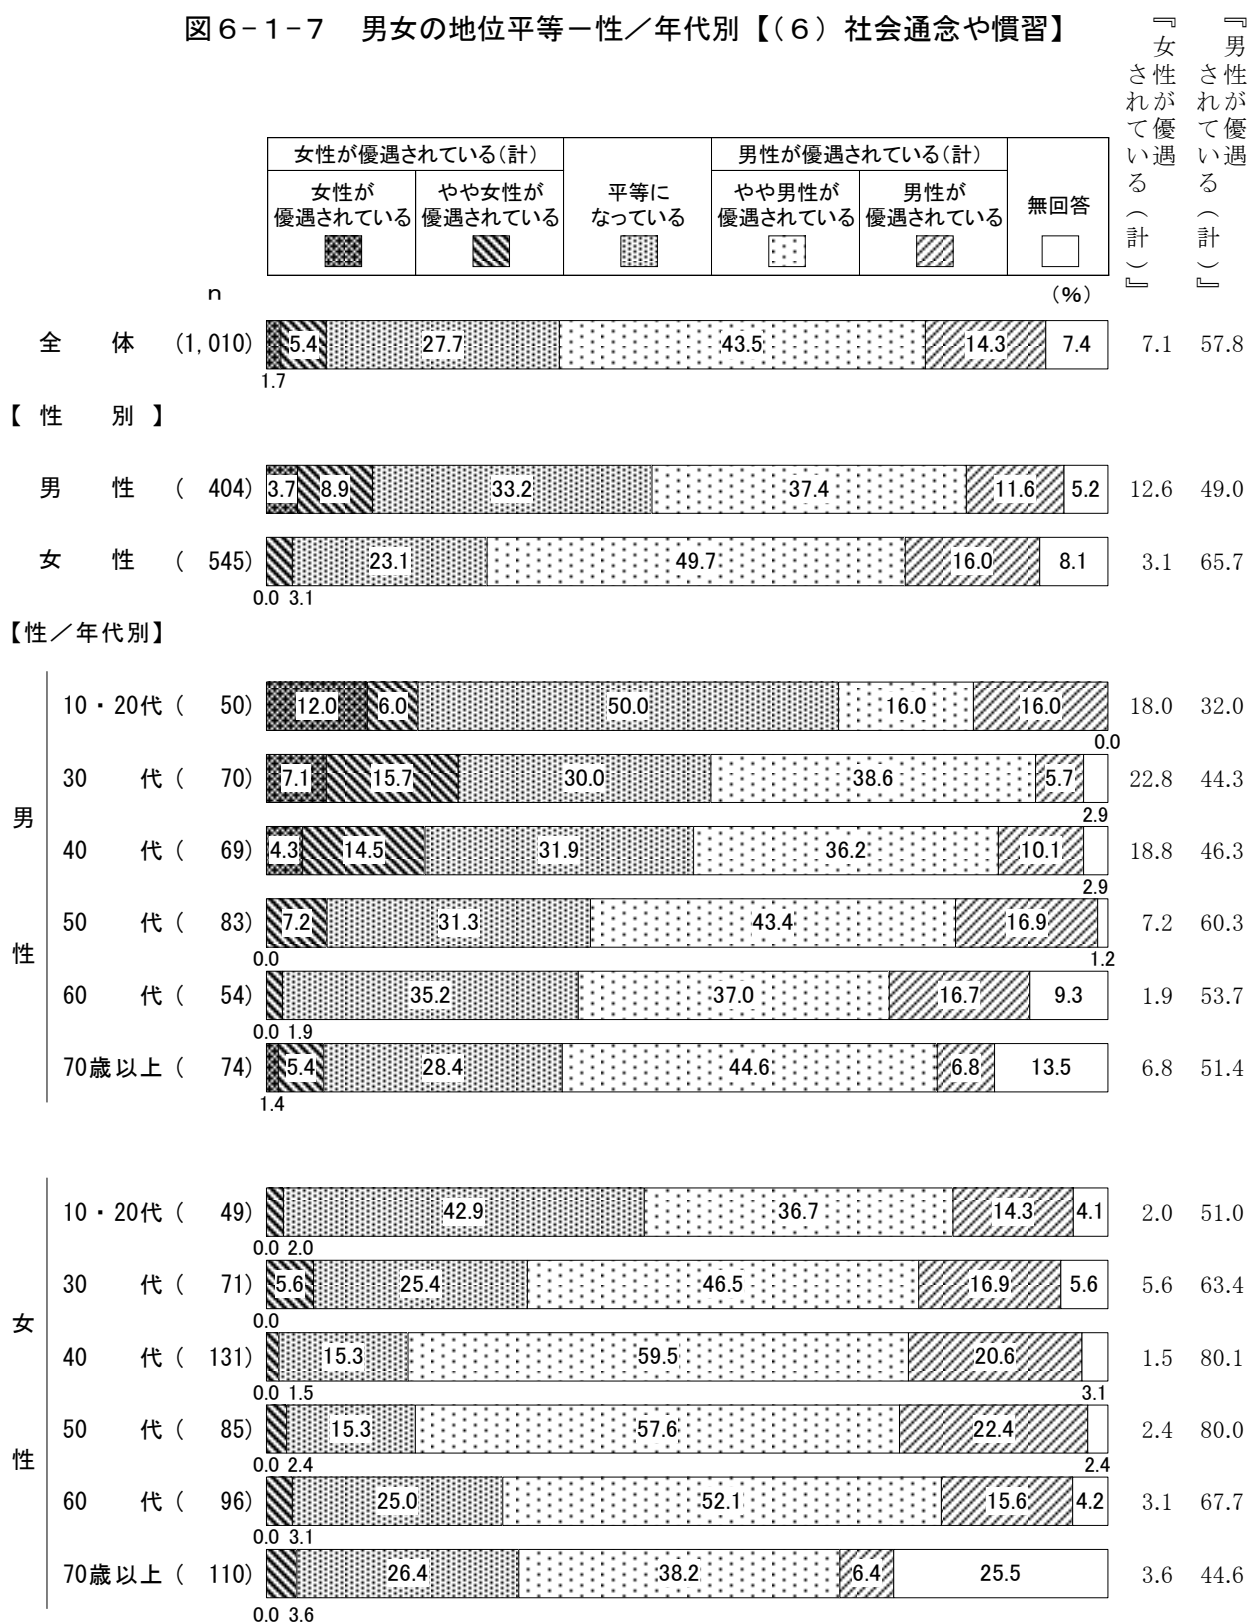 図6-1-7 男女の地位平等－性／年代別【(6)社会通念や慣習】
『女性が優遇されている(計)』
『男性が優遇されている(計)』
女性が優遇されている(計) 男性が優遇されている(計)
女性が優遇されている やや女性が優遇されている 平等になっている やや男性が優遇されている 男性が優遇されている 無回答
n (%)
全体 (1,010) 5.4 27.7 43.5 14.3 7.4 7.1 57.8
1.7
【性別】
男性 (404) 3.7 8.9 33.2 37.4 11.6 5.2 12.6 49.0
女性 (545) 23.1 49.7 16.0 8.1 3.1 65.7
0.0 3.1
【性／年代別】
男性
10・20代 (50) 12.0 6.0 50.0 16.0 16.0 18.0 32.0
0.0
30代 (70) 7.1 15.7 30.0 38.6 5.7 22.8 44.3
2.9
40代 (69) 4.3 14.5 31.9 36.2 10.1 18.8 46.3
2.9
50代 (83) 7.2 31.3 43.4 16.9 7.2 60.3
0.0 1.2
60代 (54) 35.2 37.0 16.7 9.3 1.9 53.7
0.0 1.9
70歳以上 (74) 5.4 28.4 44.6 6.8 13.5 6.8 51.4
1.4
女性
10・20代 (49) 42.9 36.7 14.3 4.1 2.0 51.0
0.0 2.0
30代 (71) 5.6 25.4 46.5 16.9 5.6 5.6 63.4
0.0
40代 (131) 15.3 59.5 20.6 1.5 80.1
0.0 1.5 3.1
50代 (85) 15.3 57.6 22.4 2.4 80.0
0.0 2.4 2.4
60代 (96) 25.0 52.1 15.6 4.2 3.1 67.7
0.0 3.1
70歳以上 (110) 26.4 38.2 6.4 25.5 3.6 44.6
0.0 3.6